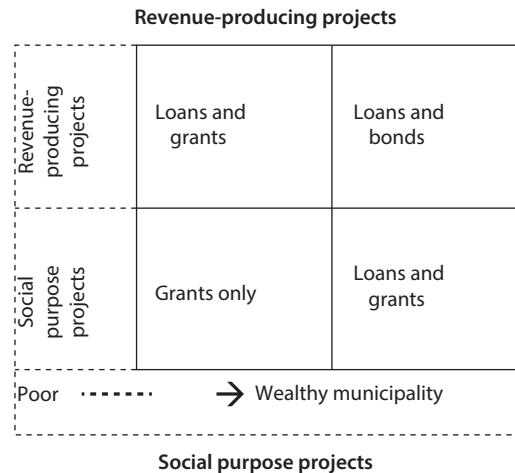 Revenue-producing projects
Revenue-
producing
projects
Loans and
grants
Loans and
bonds
Social
purpose
projects
Grants only
Loans and
grants
Poor
Wealthy municipality
Social purpose projects